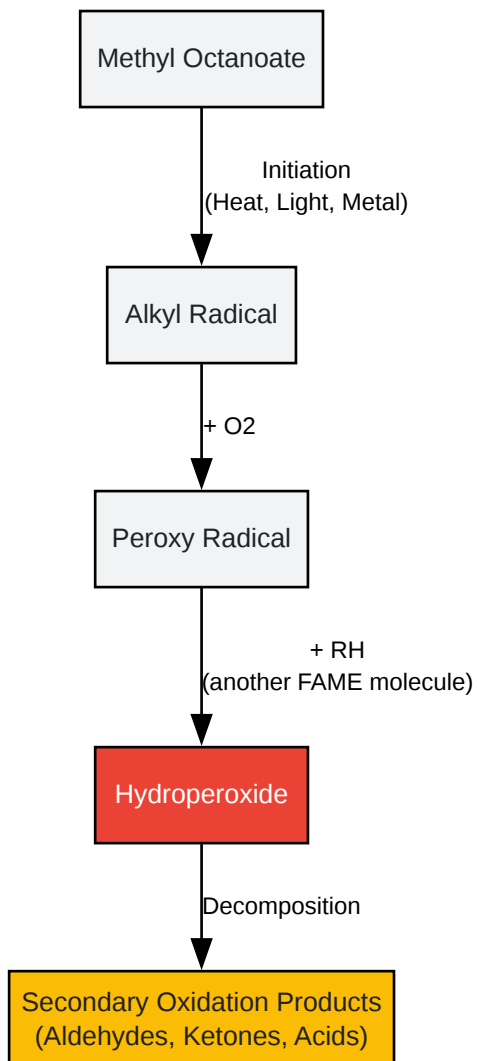 Methyl Octanoate
Initiation
(Heat, Light, Metal)
Alkyl Radical
+ O2
Peroxy Radical
+ RH
(another FAME molecule)
Hydroperoxide
Decomposition
Secondary Oxidation Products
(Aldehydes, Ketones, Acids)